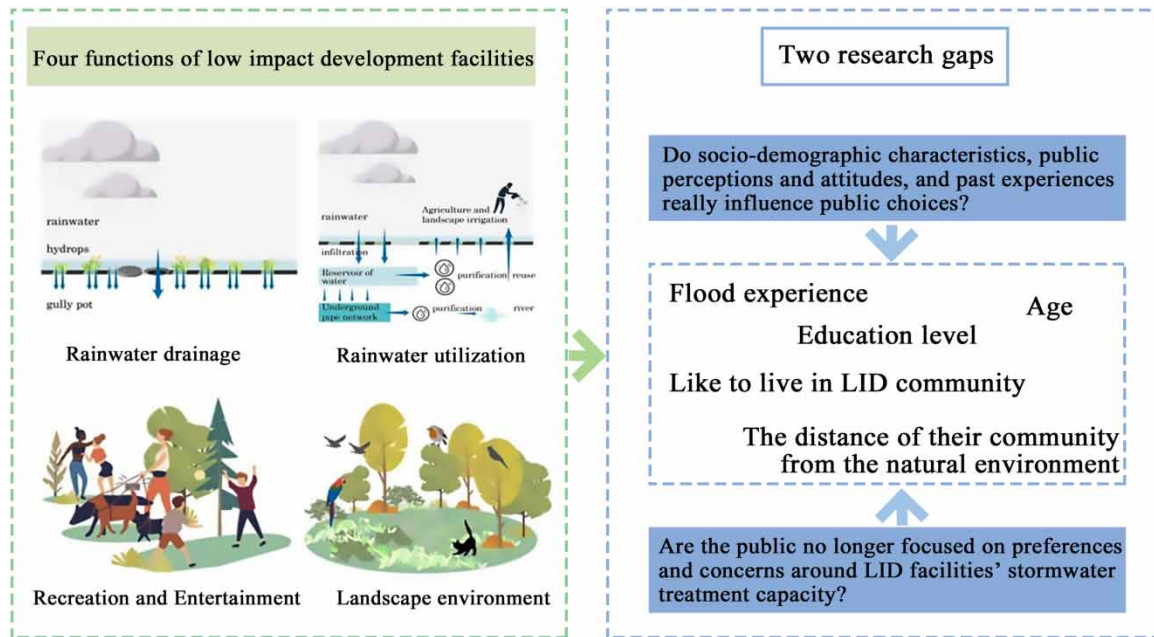 Four functions of low impact development facilities
rainwater
hydrops
gully pot
Rainwater drainage
rainwater
Agriculture and
landscape irrigation
infiltration
Reservoir of
water
purification
reuse
Underground
pipe network
purification
river
Rainwater utilization
Recreation and Entertainment
Landscape environment
Two research gaps
Do socio-demographic characteristics, public
perceptions and attitudes, and past experiences
really influence public choices?
Flood experience
Age
Education level
Like to live in LID community
The distance of their community
from the natural environment
Are the public no longer focused on preferences
and concerns around LID facilities’ stormwater
treatment capacity?